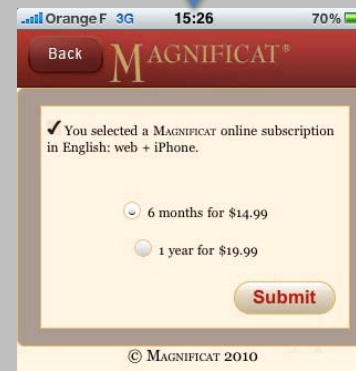 Orange F 3G 15:26 70%
Back MAGNIFICAT®
✓ You selected a MAGNIFICAT online subscription
in English: web + iPhone.
6 months for $14.99
1 year for $19.99
Submit
© MAGNIFICAT 2010